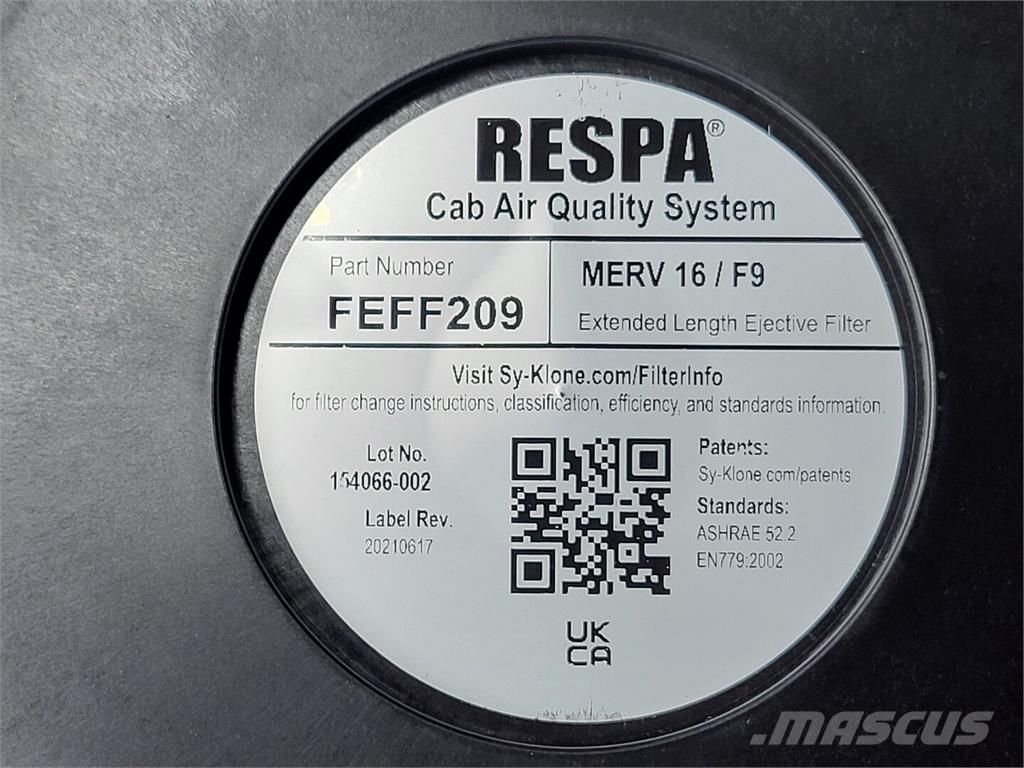 RESPA®
Cab Air Quality System
Part Number
FEFF209
MERV 16 / F9
Extended Length Ejective Filter
Visit Sy-Klone.com/FilterInfo
for filter change instructions, classification, efficiency, and standards information.
Lot No.
154066-002
Label Rev.
20210617
Patents:
Sy-Klone.com/patents
Standards:
ASHRAE 52.2
EN779:2002
UK
CA
.MASCUS